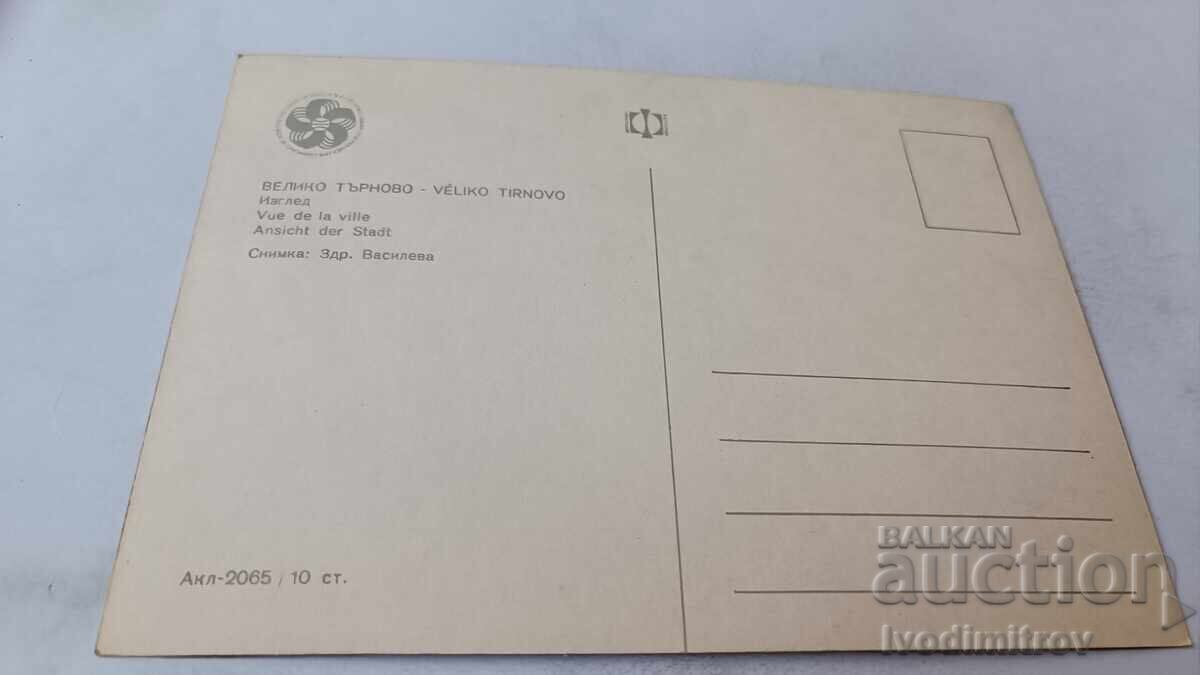 ВЕЛИКО ТЪРНОВО - VÉLIKO TIRNOVO
Изглед
Vue de la ville
Ansicht der Stadt
Снимка: Здр. Василева
Акл-2065 / 10 ст.
BALKAN
auction
Ivodimitrov